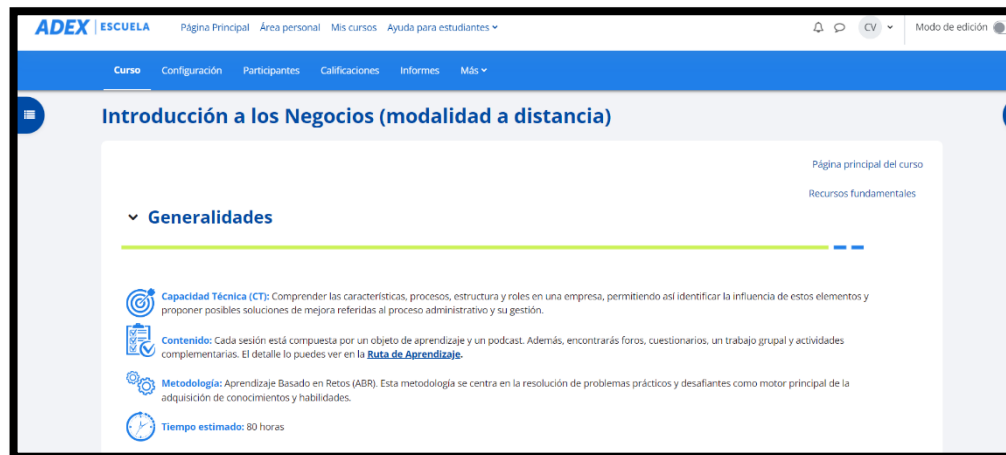 ADEX ESCUELA Página Principal Área personal Mis cursos Ayuda para estudiantes CV Modo de edición
Curso Configuración Participantes Calificaciones Informes Más
Introducción a los Negocios (modalidad a distancia)
Página principal del curso
Recursos fundamentales
Generalidades
Capacidad Técnica (CT): Comprender las características, procesos, estructura y roles en una empresa, permitiendo así identificar la influencia de estos elementos y
proponer posibles soluciones de mejora referidas al proceso administrativo y su gestión.
Contenido: Cada sesión está compuesta por un objeto de aprendizaje y un podcast. Además, encontrarás foros, cuestionarios, un trabajo grupal y actividades
complementarias. El detalle lo puedes ver en la Ruta de Aprendizaje.
Metodología: Aprendizaje Basado en Retos (ABR). Esta metodología se centra en la resolución de problemas prácticos y desafiantes como motor principal de la
adquisición de conocimientos y habilidades.
Tiempo estimado: 80 horas